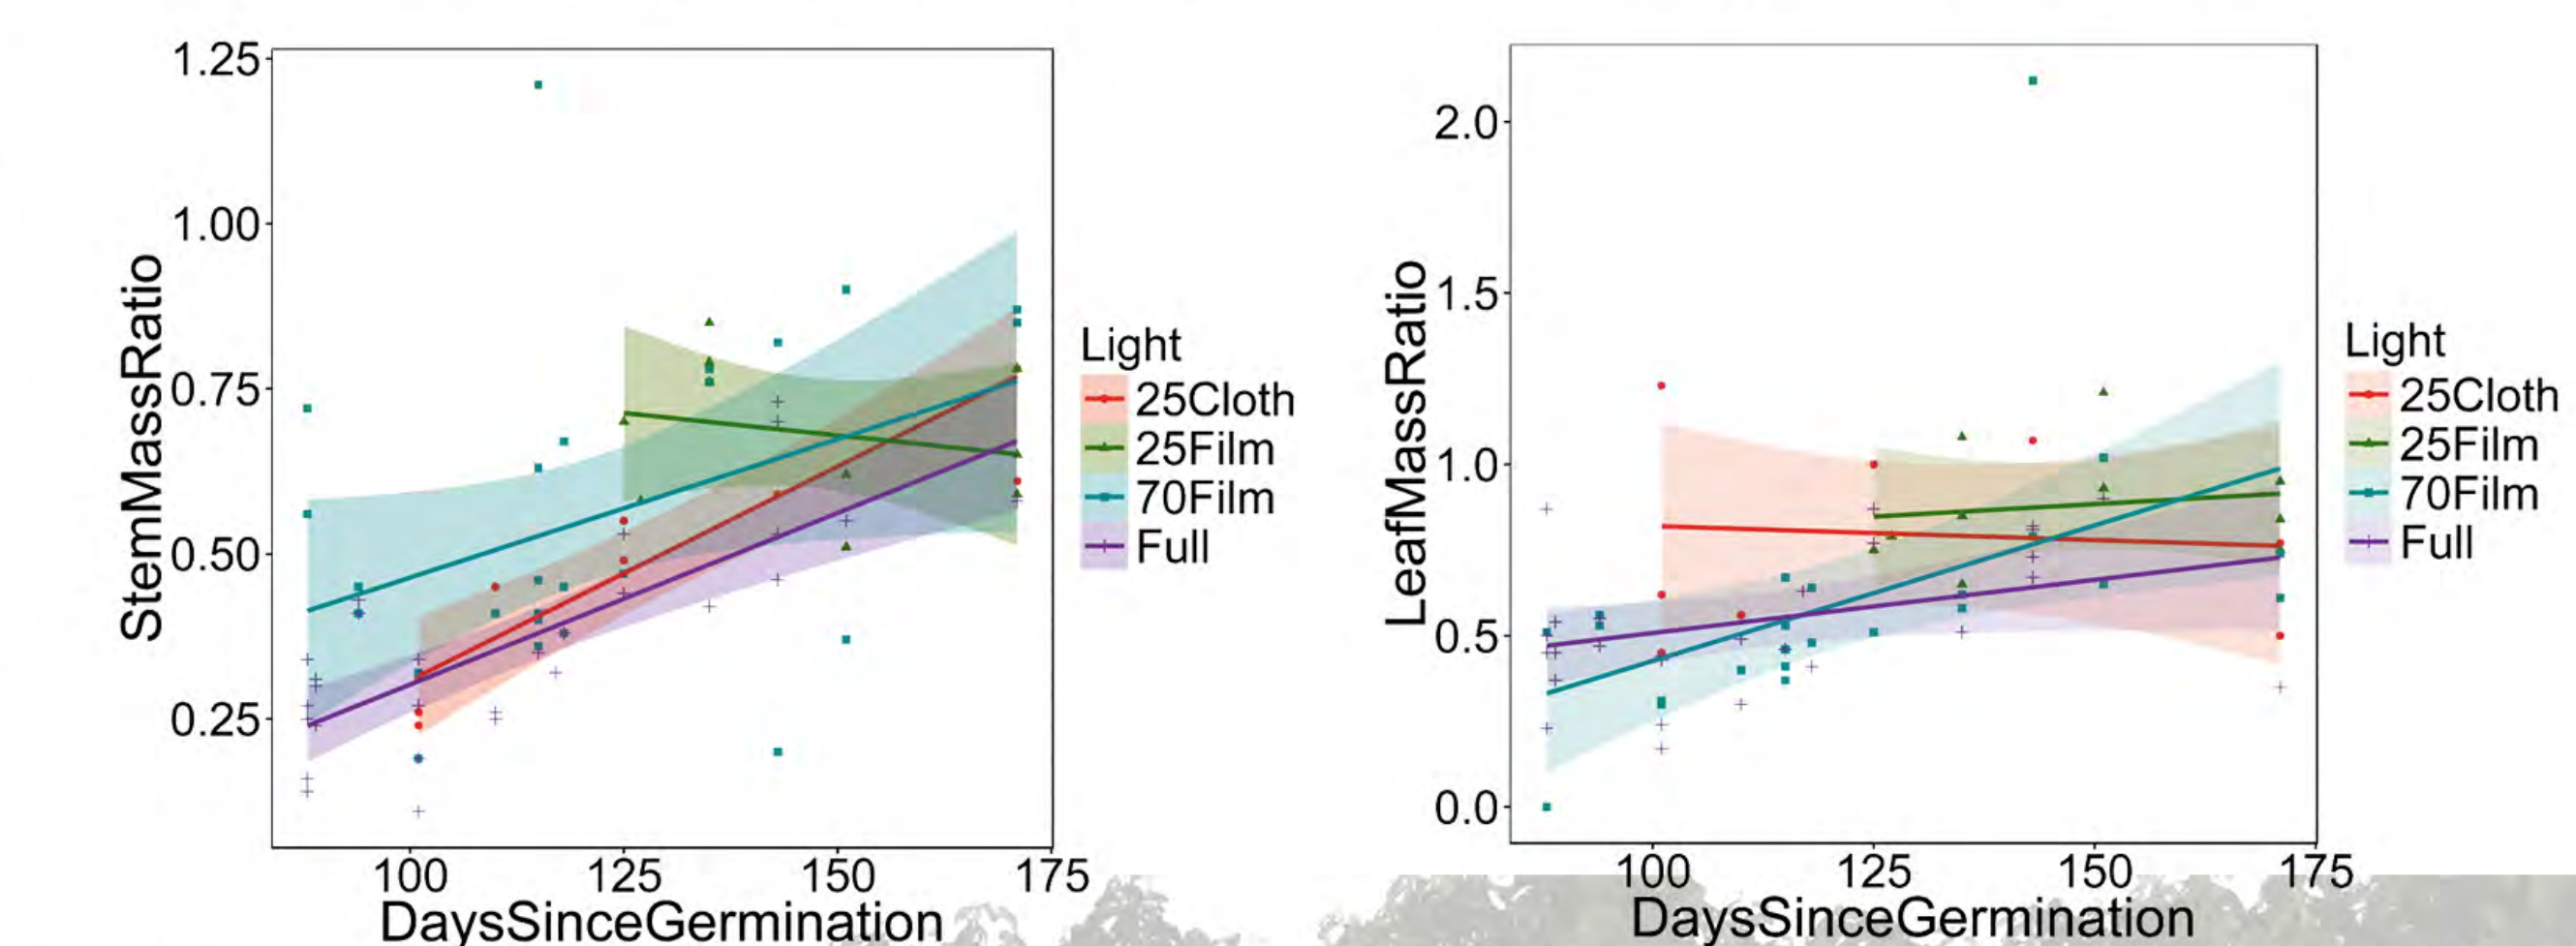 1.25
1.00
0.75
0.50
0.25
StemMassRatio
100 125 150 175
DaysSinceGermination
Light
25Cloth
25Film
70Film
Full
2.0
1.5
1.0
0.5
0.0
LeafMassRatio
100 125 150 175
DaysSinceGermination
Light
25Cloth
25Film
70Film
Full